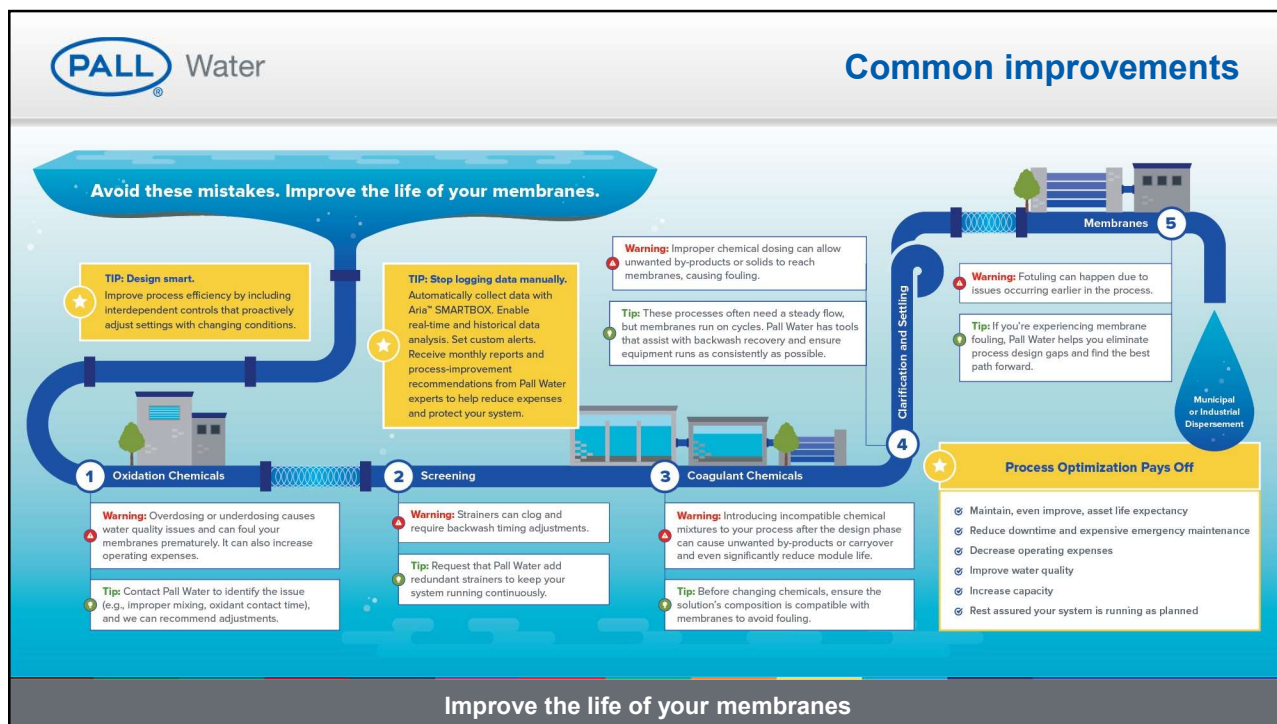 PALL
®
Water
Common improvements
Avoid these mistakes. Improve the life of your membranes.
TIP: Design smart.
Improve process efficiency by including
interdependent controls that proactively
adjust settings with changing conditions.
TIP: Stop logging data manually.
Automatically collect data with
Aria™ SMARTBOX. Enable
real-time and historical data
analysis. Set custom alerts.
Receive monthly reports and
process-improvement
recommendations from Pall Water
experts to help reduce expenses
and protect your system.
1 Oxidation Chemicals
Warning: Overdosing or underdosing causes
water quality issues and can foul your
membranes prematurely. It can also increase
operating expenses.
Tip: Contact Pall Water to identify the issue
(e.g., improper mixing, oxidant contact time),
and we can recommend adjustments.
2 Screening
Warning: Strainers can clog and
require backwash timing adjustments.
Tip: Request that Pall Water add
redundant strainers to keep your
system running continuously.
3 Coagulant Chemicals
Warning: Introducing incompatible chemical
mixtures to your process after the design phase
can cause unwanted by-products or carryover
and even significantly reduce module life.
Tip: Before changing chemicals, ensure the
solution's composition is compatible with
membranes to avoid fouling.
4
Clarification and Settling
Warning: Improper chemical dosing can allow
unwanted by-products or solids to reach
membranes, causing fouling.
Tip: These processes often need a steady flow,
but membranes run on cycles. Pall Water has tools
that assist with backwash recovery and ensure
equipment runs as consistently as possible.
Membranes 5
Warning: Fotuling can happen due to
issues occurring earlier in the process.
Tip: If you're experiencing membrane
fouling, Pall Water helps you eliminate
process design gaps and find the best
path forward.
Municipal
or Industrial
Dispersement
Process Optimization Pays Off
Maintain, even improve, asset life expectancy
Reduce downtime and expensive emergency maintenance
Decrease operating expenses
Improve water quality
Increase capacity
Rest assured your system is running as planned
Improve the life of your membranes